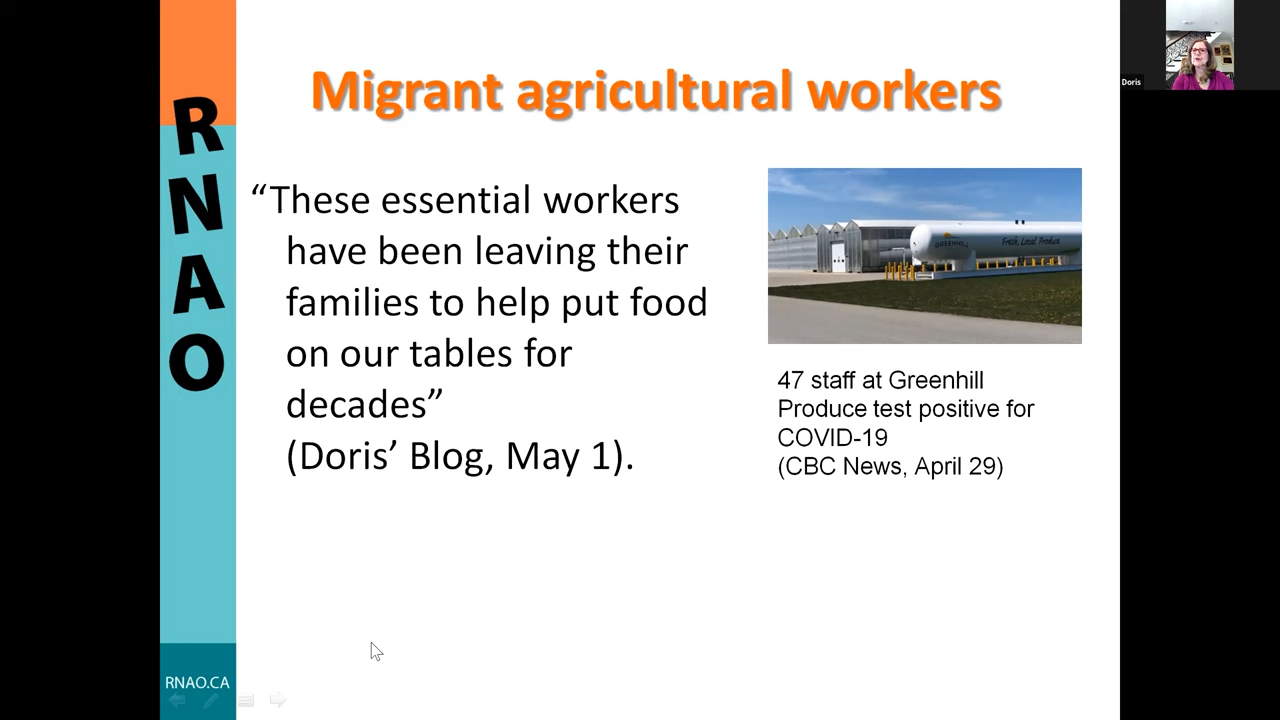 Migrant agricultural workers
Doris
R
N
A
O
“These essential workers
have been leaving their
families to help put food
on our tables for
decades”
(Doris’ Blog, May 1).
GREENHILL
Fresh, Local Produce
47 staff at Greenhill
Produce test positive for
COVID-19
(CBC News, April 29)
RNAO.CA